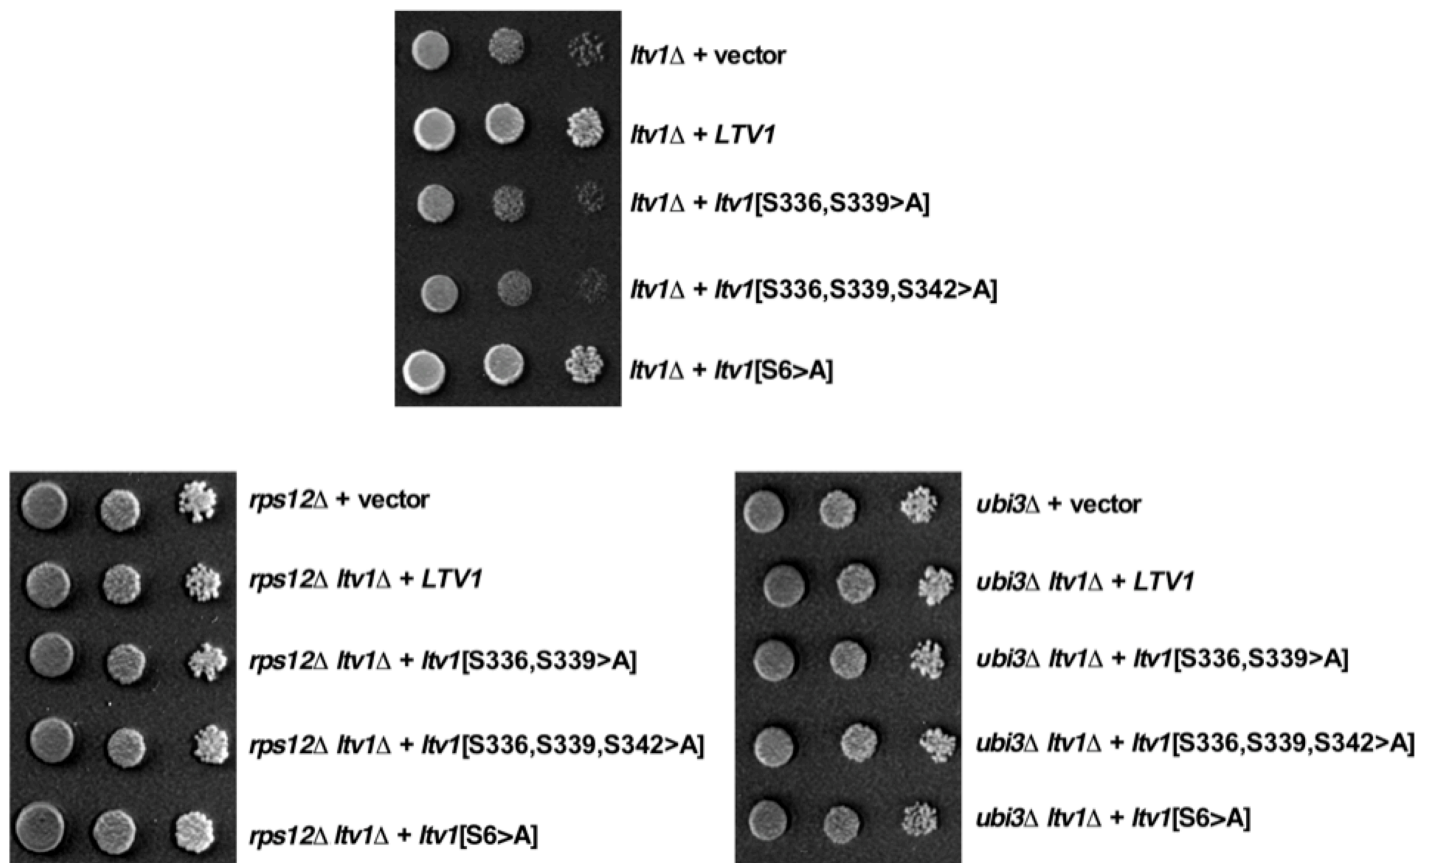 ltv1Δ + vector
ltv1Δ + LTV1
ltv1Δ + ltv1[S336,S339>A]
ltv1Δ + ltv1[S336,S339,S342>A]
ltv1Δ + ltv1[S6>A]
rps12Δ + vector
rps12Δ ltv1Δ + LTV1
rps12Δ ltv1Δ + ltv1[S336,S339>A]
rps12Δ ltv1Δ + ltv1[S336,S339,S342>A]
rps12Δ ltv1Δ + ltv1[S6>A]
ubi3Δ + vector
ubi3Δ ltv1Δ + LTV1
ubi3Δ ltv1Δ + ltv1[S336,S339>A]
ubi3Δ ltv1Δ + ltv1[S336,S339,S342>A]
ubi3Δ ltv1Δ + ltv1[S6>A]